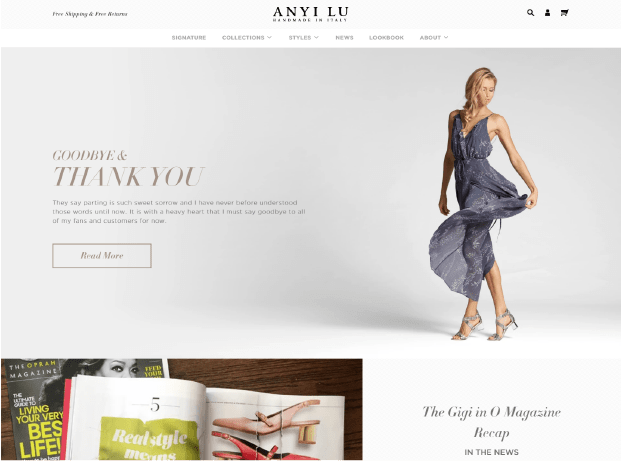 Free Shipping & Free Returns
ANYI LU
HANDMADE IN ITALY
SIGNATURE COLLECTIONS STYLES NEWS LOOKBOOK ABOUT
GOODBYE &
THANK YOU
They say parting is such sweet sorrow and I have never before understood
those words until now. It is with a heavy heart that I must say goodbye to all
of my fans and customers for now.
Read More
THE OPRAH
MAGAZINE
FEED
YOUR
THE
ULTIMATE
GUIDE TO
LIVING
YOUR VERY
BEST
LIFE!
5
Real style
means
The Gigi in O Magazine
Recap
IN THE NEWS